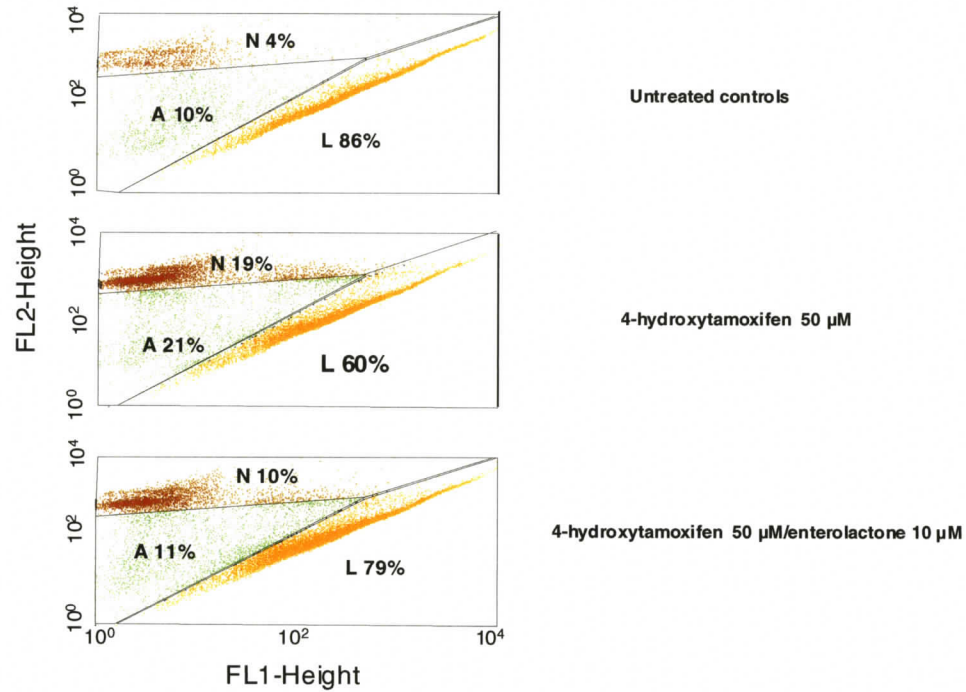 10⁴
N 4%
10²
A 10%
Untreated controls
L 86%
10⁰
10⁴
N 19%
10²
4-hydroxytamoxifen 50 µM
A 21%
L 60%
10⁰
FL2-Height
10⁴
N 10%
10²
4-hydroxytamoxifen 50 µM/enterolactone 10 µM
A 11%
L 79%
10⁰
10⁰ 10² 10⁴
FL1-Height